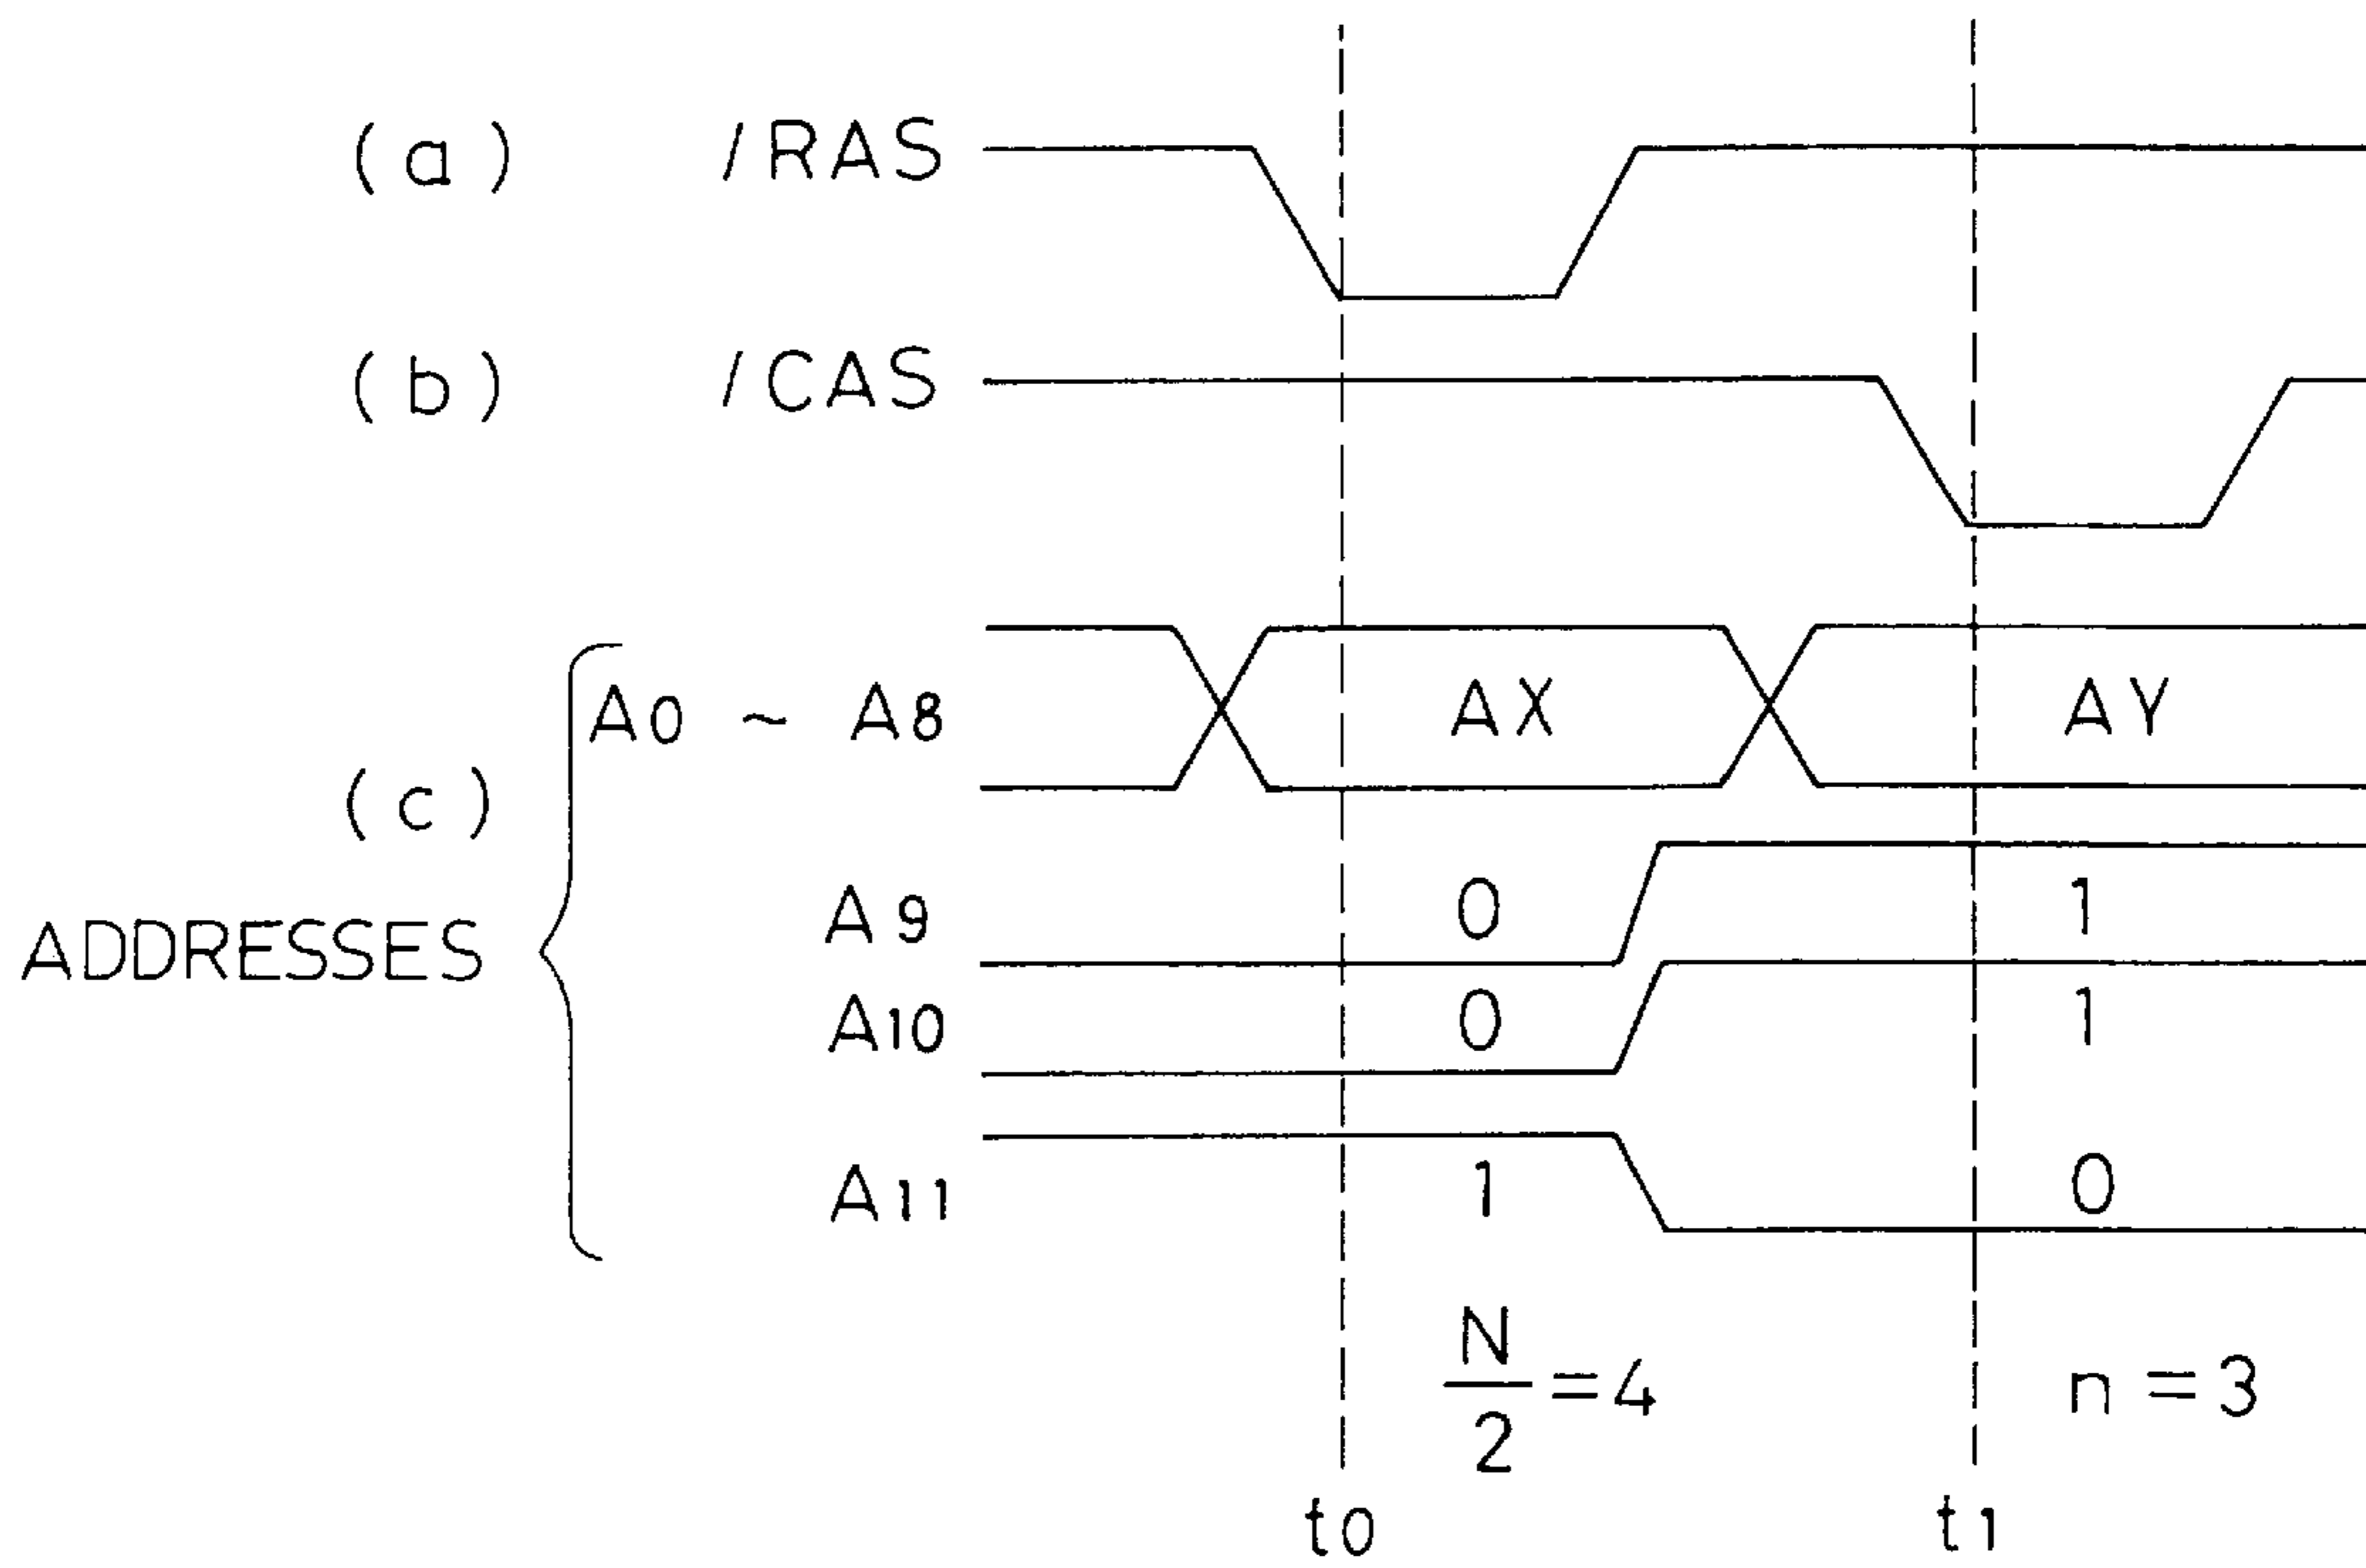 (a) /RAS
(b) /CAS
A0 ~ A8 AX AY
(c)
A9 0 1
ADDRESSES
A10 0 1
A11 1 0
N/2=4 n=3
t0 t1